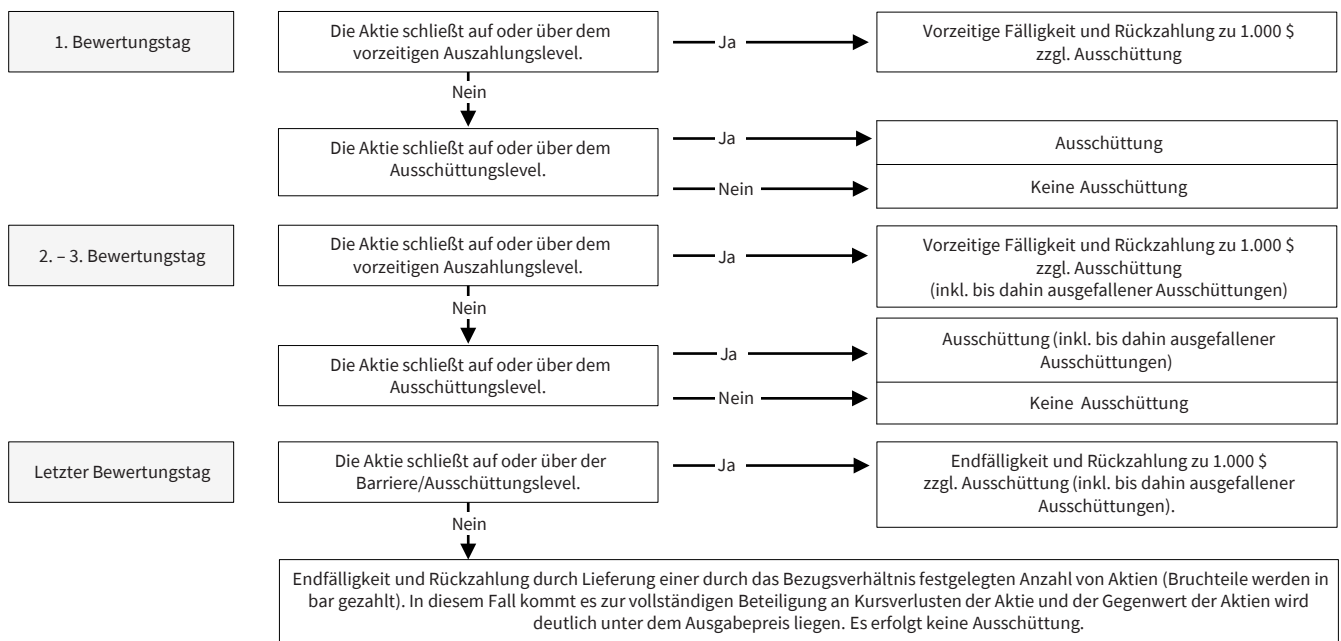 1. Bewertungstag
Die Aktie schließt auf oder über dem
vorzeitigen Auszahlungslevel.
Ja
Vorzeitige Fälligkeit und Rückzahlung zu 1.000 $
zzgl. Ausschüttung
Nein
Die Aktie schließt auf oder über dem
Ausschüttungslevel.
Ja
Ausschüttung
Nein
Keine Ausschüttung
2. – 3. Bewertungstag
Die Aktie schließt auf oder über dem
vorzeitigen Auszahlungslevel.
Ja
Vorzeitige Fälligkeit und Rückzahlung zu 1.000 $
zzgl. Ausschüttung
(inkl. bis dahin ausgefallener Ausschüttungen)
Nein
Die Aktie schließt auf oder über dem
Ausschüttungslevel.
Ja
Ausschüttung (inkl. bis dahin ausgefallener
Ausschüttungen)
Nein
Keine Ausschüttung
Letzter Bewertungstag
Die Aktie schließt auf oder über der
Barriere/Ausschüttungslevel.
Ja
Endfälligkeit und Rückzahlung zu 1.000 $
zzgl. Ausschüttung (inkl. bis dahin ausgefallener
Ausschüttungen).
Nein
Endfälligkeit und Rückzahlung durch Lieferung einer durch das Bezugsverhältnis festgelegten Anzahl von Aktien (Bruchteile werden in
bar gezahlt). In diesem Fall kommt es zur vollständigen Beteiligung an Kursverlusten der Aktie und der Gegenwert der Aktien wird
deutlich unter dem Ausgabepreis liegen. Es erfolgt keine Ausschüttung.